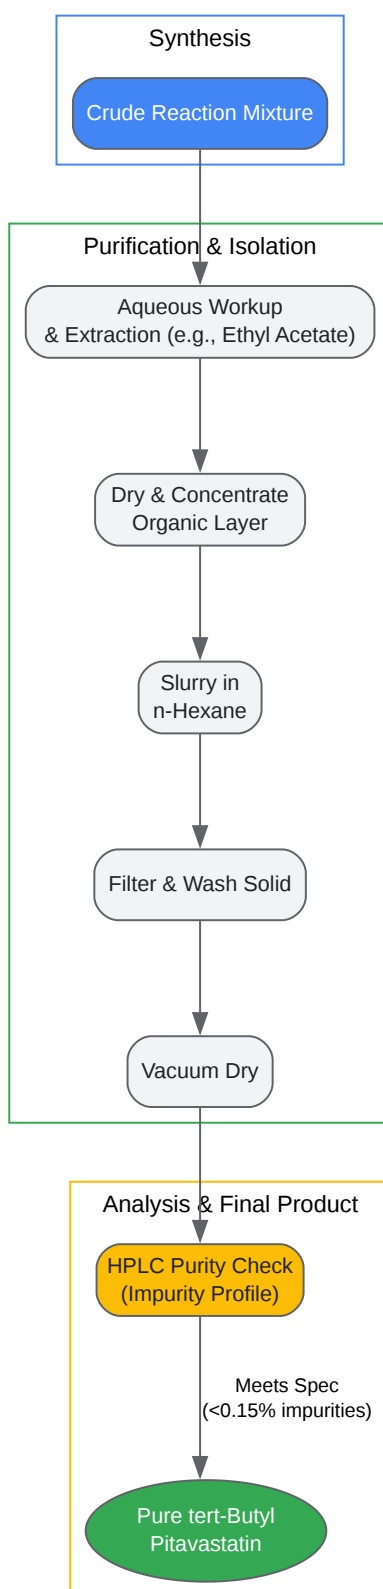 Synthesis
Crude Reaction Mixture
Purification & Isolation
Aqueous Workup
& Extraction (e.g., Ethyl Acetate)
Dry & Concentrate
Organic Layer
Slurry in
n-Hexane
Filter & Wash Solid
Vacuum Dry
Analysis & Final Product
HPLC Purity Check
(Impurity Profile)
Meets Spec
(<0.15% impurities)
Pure tert-Butyl
Pitavastatin